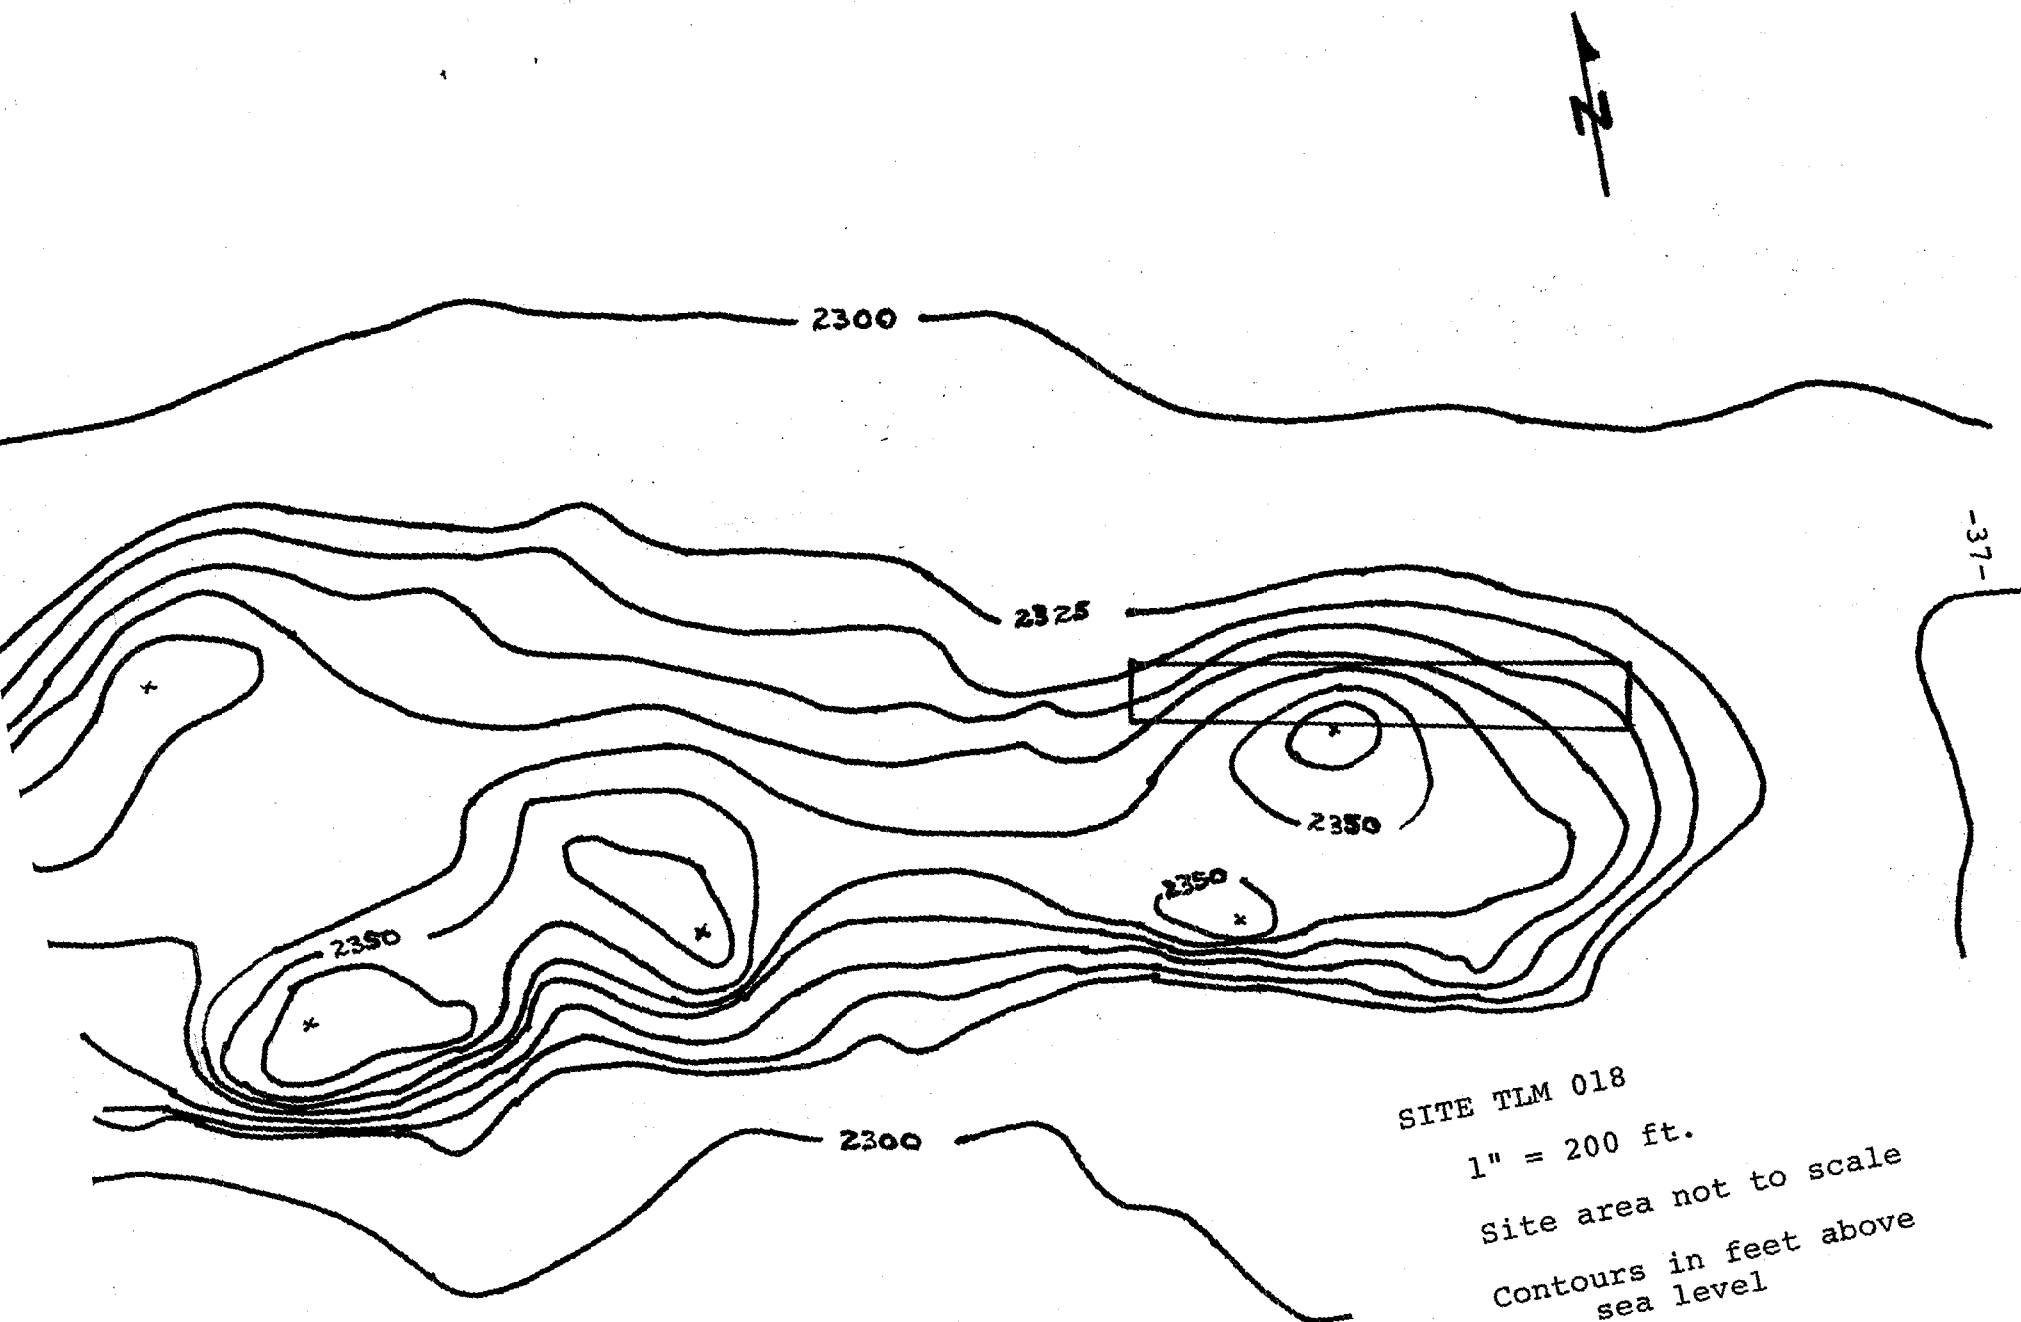 N
2300
-37-
2325
2350
2350
2350
2300
SITE TLM 018
1" = 200 ft.
Site area not to scale
Contours in feet above
sea level